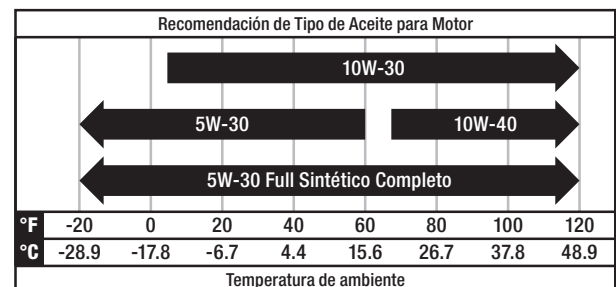 Recomendación de Tipo de Aceite para Motor
10W-30
5W-30 10W-40
5W-30 Full Sintético Completo
°F -20 0 20 40 60 80 100 120
°C -28.9 -17.8 -6.7 4.4 15.6 26.7 37.8 48.9
Temperatura de ambiente